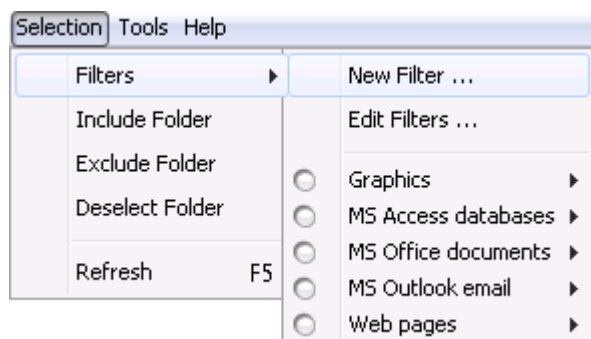 Selection Tools Help
Filters
Include Folder
Exclude Folder
Deselect Folder
Refresh F5
New Filter ...
Edit Filters ...
Graphics
MS Access databases
MS Office documents
MS Outlook email
Web pages